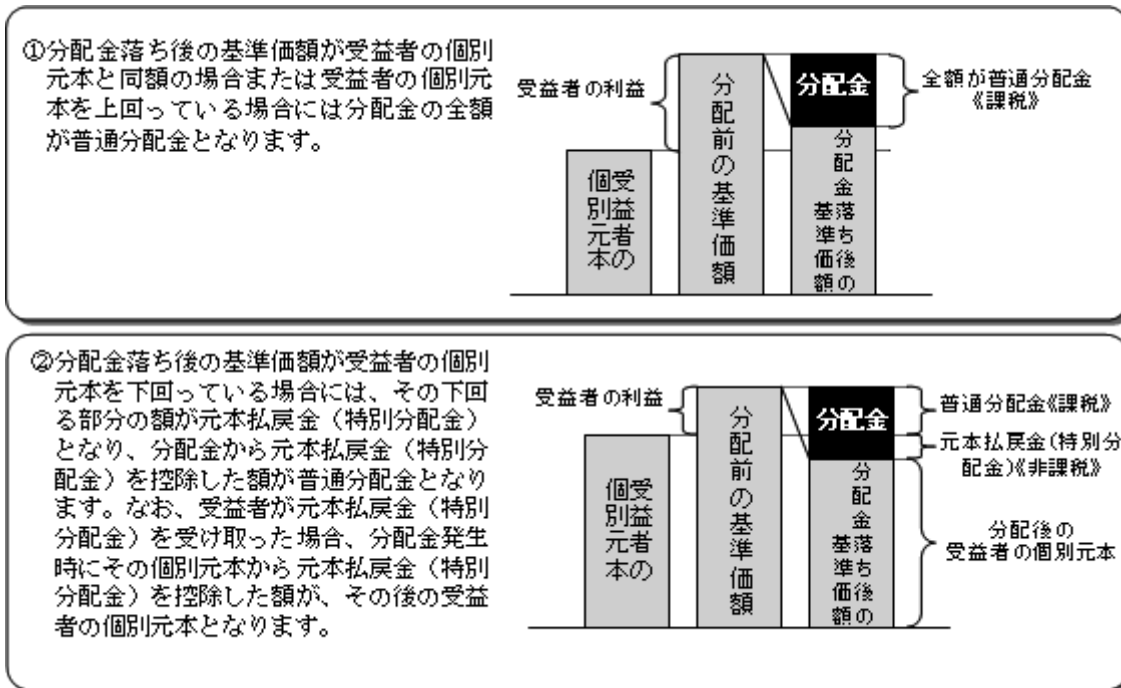 ①分配金落ち後の基準価額が受益者の個別
元本と同額の場合または受益者の個別元
本を上回っている場合には分配金の全額
が普通分配金となります。
受益者の利益
受益者の
個別元本
分配前の基準価額
分配金
分配金落ち後の
基準価額
全額が普通分配金
《課税》
②分配金落ち後の基準価額が受益者の個別
元本を下回っている場合には、その下回
る部分の額が元本払戻金（特別分配金）
となり、分配金から元本払戻金（特別分
配金）を控除した額が普通分配金となり
ます。なお、受益者が元本払戻金（特別
分配金）を受け取った場合、分配金発生
時にその個別元本から元本払戻金（特別
分配金）を控除した額が、その後の受益
者の個別元本となります。
受益者の利益
受益者の
個別元本
分配前の基準価額
分配金
分配金落ち後の
基準価額の
普通分配金《課税》
元本払戻金(特別分
配金)《非課税》
分配後の
受益者の個別元本